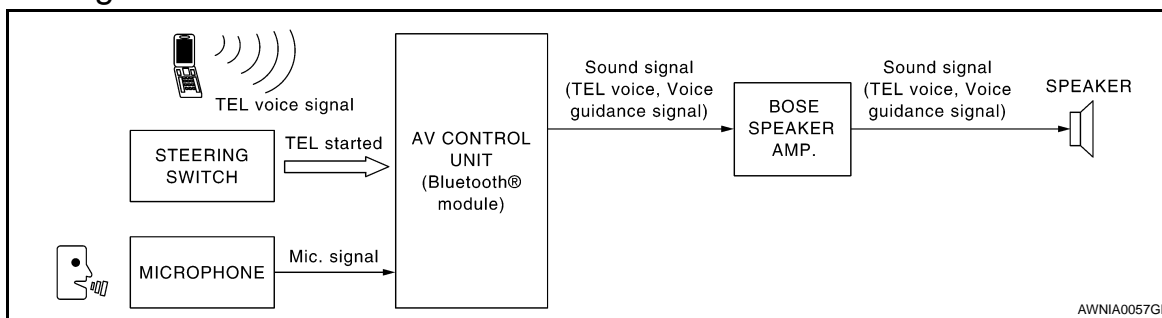 TEL voice signal
STEERING
SWITCH
TEL started
MICROPHONE
Mic. signal
AV CONTROL
UNIT
(Bluetooth®
module)
Sound signal
(TEL voice, Voice
guidance signal)
BOSE
SPEAKER
AMP.
Sound signal
(TEL voice, Voice
guidance signal)
SPEAKER